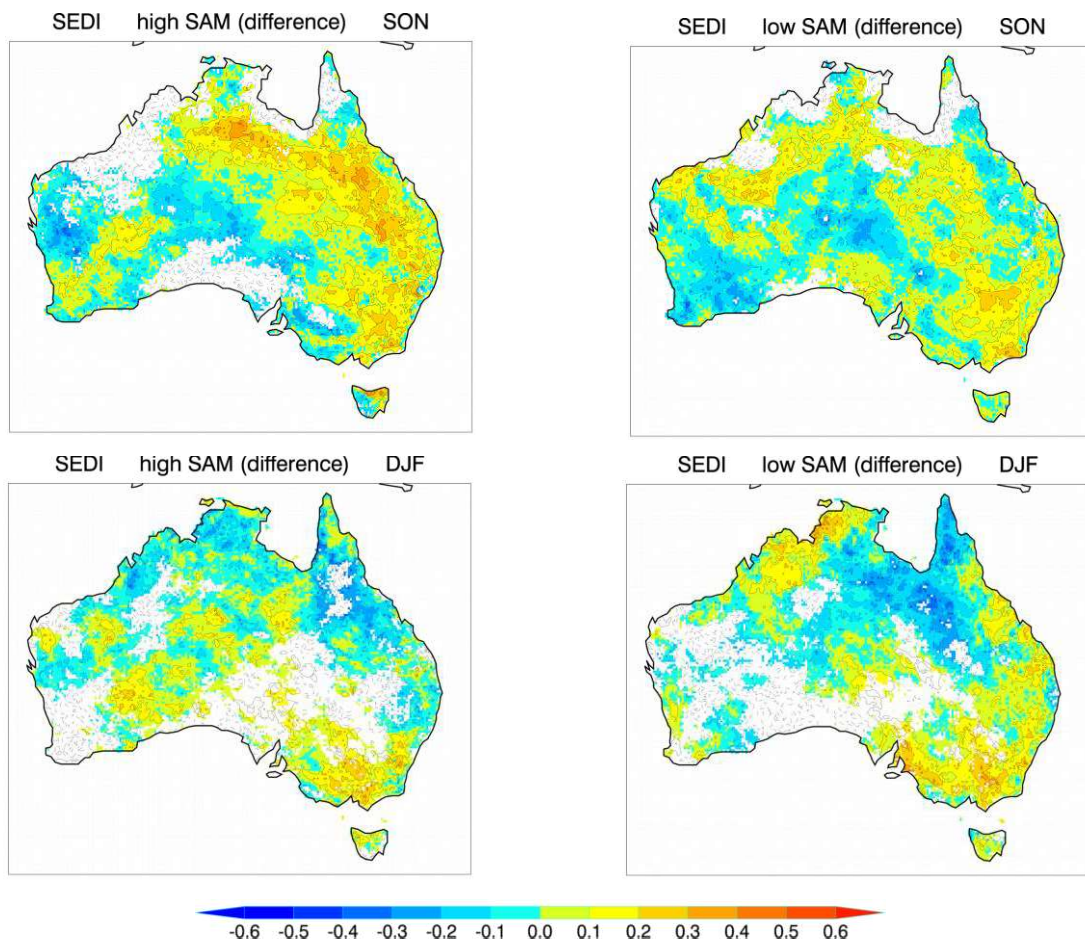 SEDI high SAM (difference) SON
SEDI low SAM (difference) SON
SEDI high SAM (difference) DJF
SEDI low SAM (difference) DJF
-0.6 -0.5 -0.4 -0.3 -0.2 -0.1 0.0 0.1 0.2 0.3 0.4 0.5 0.6